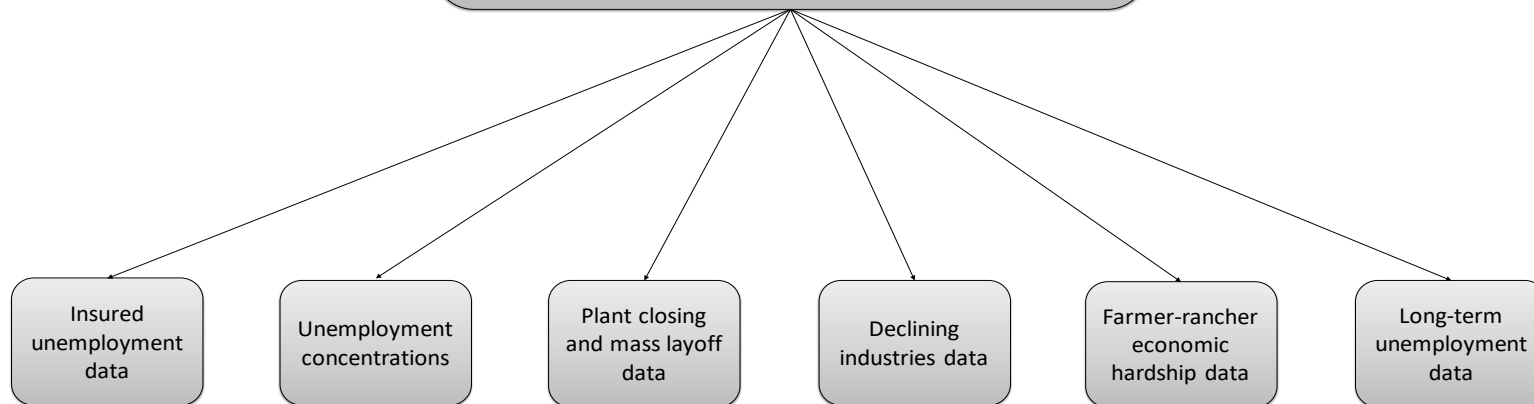 Insured
unemployment
data
Unemployment
concentrations
Plant closing
and mass layoff
data
Declining
industries data
Farmer-rancher
economic
hardship data
Long-term
unemployment
data